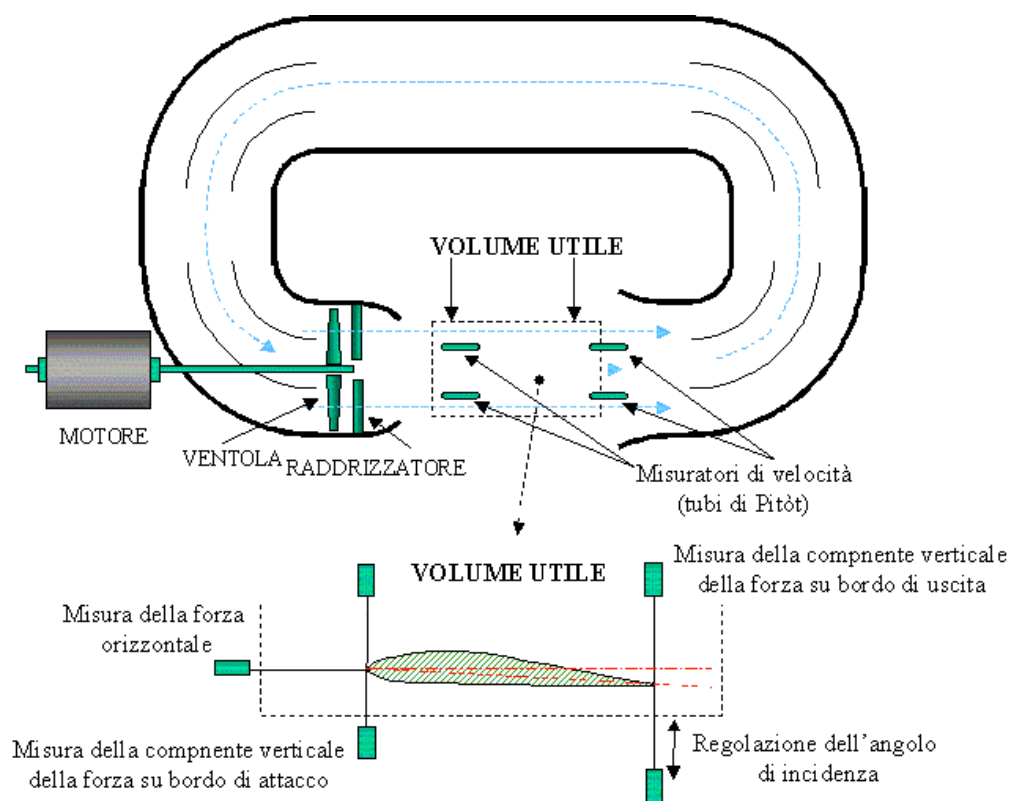 VOLUME UTILE
MOTORE
VENTOLA
RADDRIZZATORE
Misuratori di velocità
(tubi di Pitòt)
VOLUME UTILE
Misura della compnente verticale
della forza su bordo di uscita
Misura della forza
orizzontale
Misura della compnente verticale
della forza su bordo di attacco
Regolazione dell'angolo
di incidenza